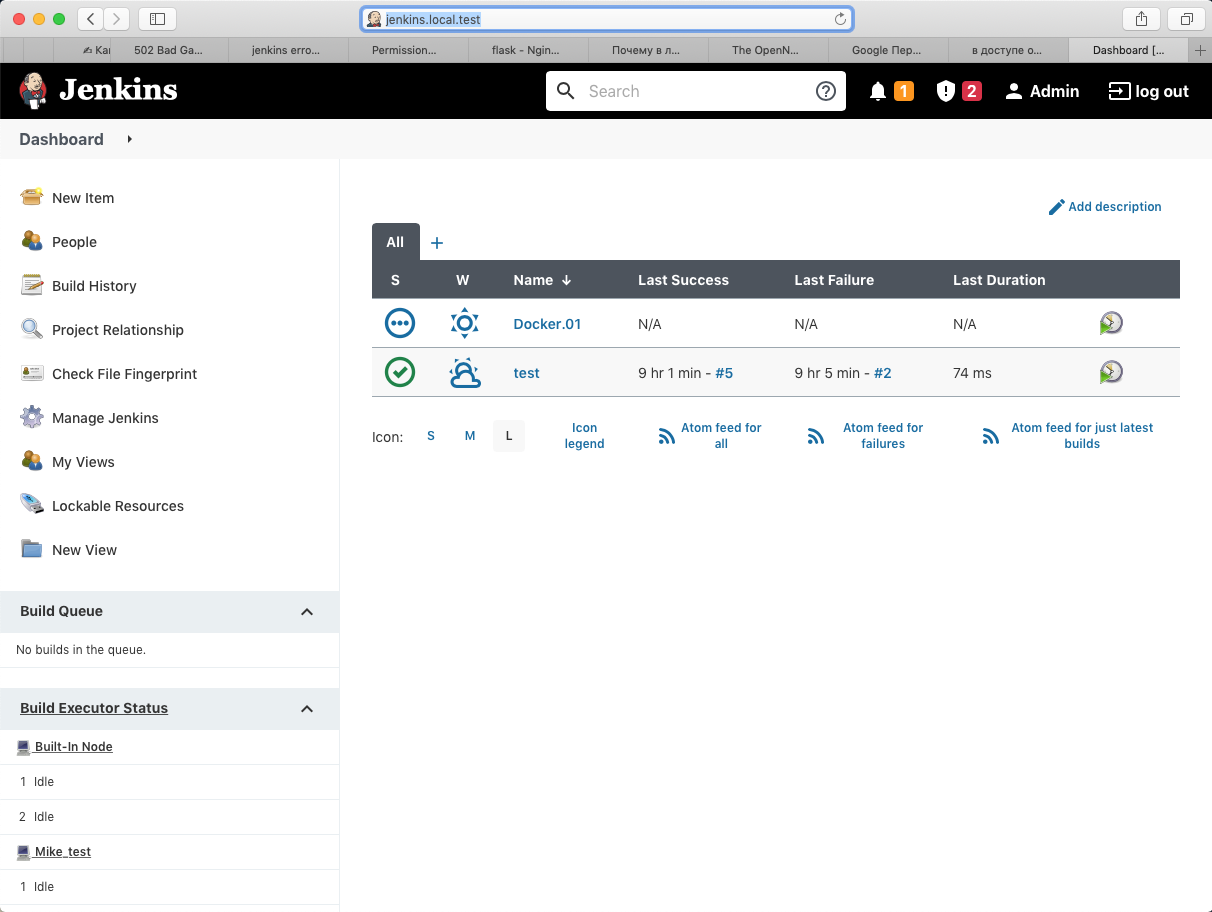 jenkins.local.test
Kai 502 Bad Ga... jenkins erro... Permission... flask - Ngin... Почему в л... The OpenN... Google Пер... в доступе о... Dashboard [...
Jenkins Search 1 2 Admin log out
Dashboard
New Item
People
Build History
Project Relationship
Check File Fingerprint
Manage Jenkins
My Views
Lockable Resources
New View
Build Queue
No builds in the queue.
Build Executor Status
Built-In Node
1 Idle
2 Idle
Mike_test
1 Idle
Add description
All +
S W Name ↓ Last Success Last Failure Last Duration
Docker.01 N/A N/A N/A
test 9 hr 1 min - #5 9 hr 5 min - #2 74 ms
Icon: S M L
Icon
legend
Atom feed for
all
Atom feed for
failures
Atom feed for just latest
builds